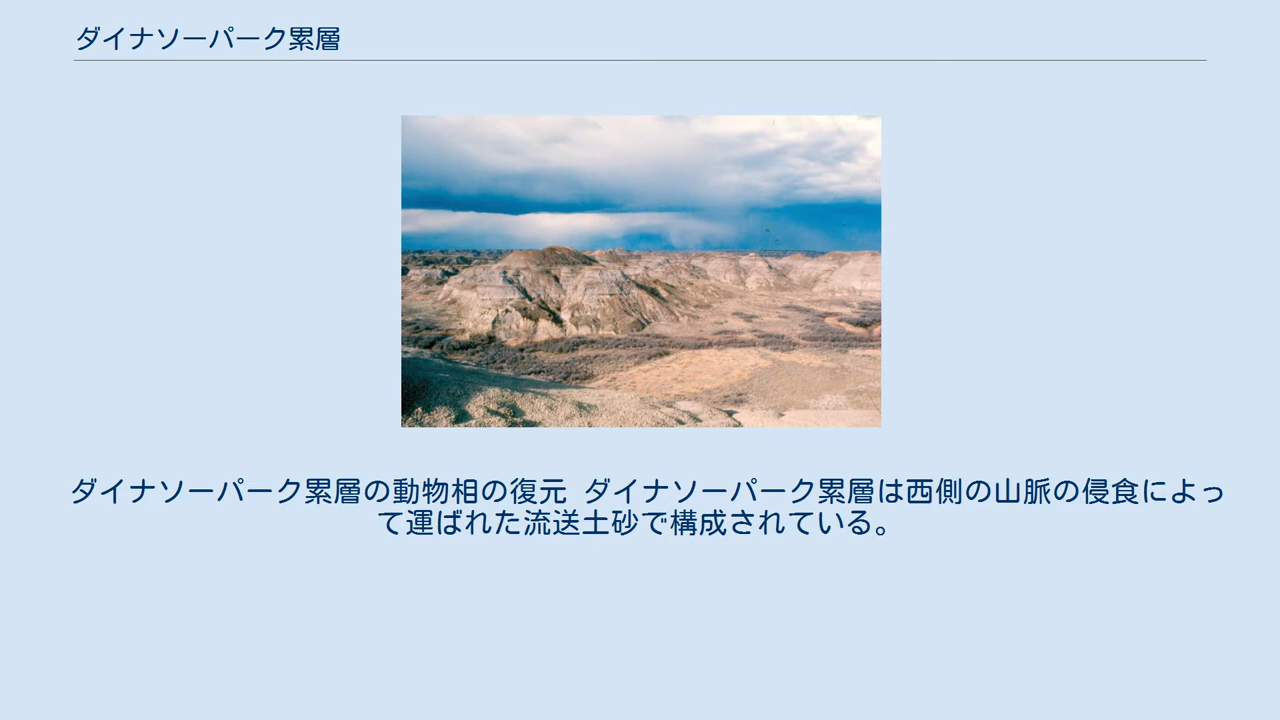 ダイナソーパーク累層
ダイナソーパーク累層の動物相の復元 ダイナソーパーク累層は西側の山脈の侵食によっ
て運ばれた流送土砂で構成されている。